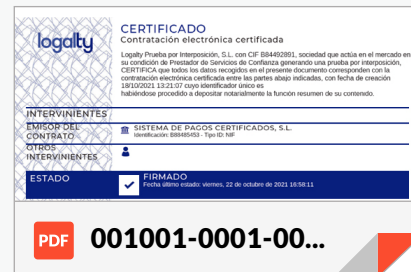 logalty
CERTIFICADO
Contratación electrónica certificada
Logalty Prueba por Interposición, S.L. con CIF B84492891, sociedad que actúa en el mercado en
su condición de Prestador de Servicios de Confianza generando una prueba por interposición,
CERTIFICA que todos los datos recogidos en el presente documento corresponden con la
contratación electrónica certificada entre las partes abajo indicadas, con fecha de creación
18/10/2021 13:21:07 cuyo identificador único es
habiéndose procedido a depositar notarialmente la función resumen de su contenido.
INTERVINIENTES
EMISOR DEL
CONTRATO
SISTEMA DE PAGOS CERTIFICADOS, S.L.
Identificación: B88485453 - Tipo ID: NIF
OTROS
INTERVINIENTES
ESTADO
FIRMADO
Fecha último estado: viernes, 22 de octubre de 2021 16:58:11
PDF
001001-0001-00...